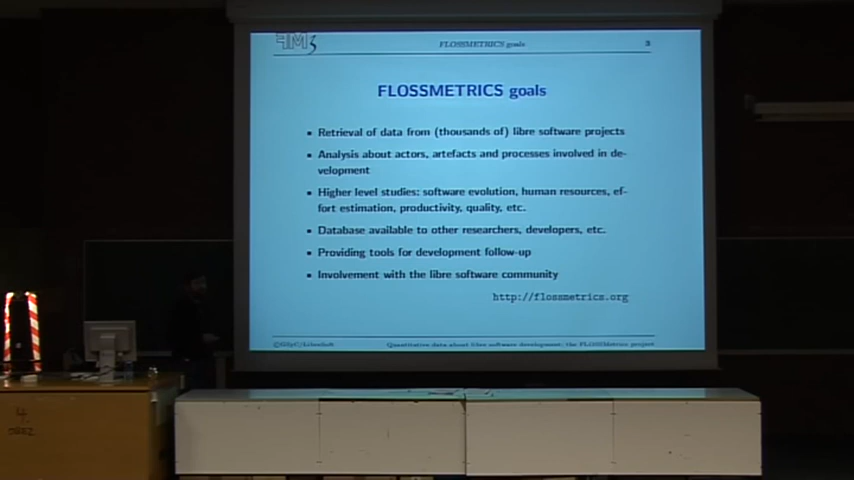 FLOSSMETRICS goals 3
FLOSSMETRICS goals
Retrieval of data from (thousands of) libre software projects
Analysis about actors, artefacts and processes involved in de-
velopment
Higher level studies: software evolution, human resources, ef-
fort estimation, productivity, quality, etc.
Database available to other researchers, developers, etc.
Providing tools for development follow-up
Involvement with the libre software community
http://flossmetrics.org
©GSyC/LibreSoft Quantitative data about libre software development: the FLOSSMetrics project